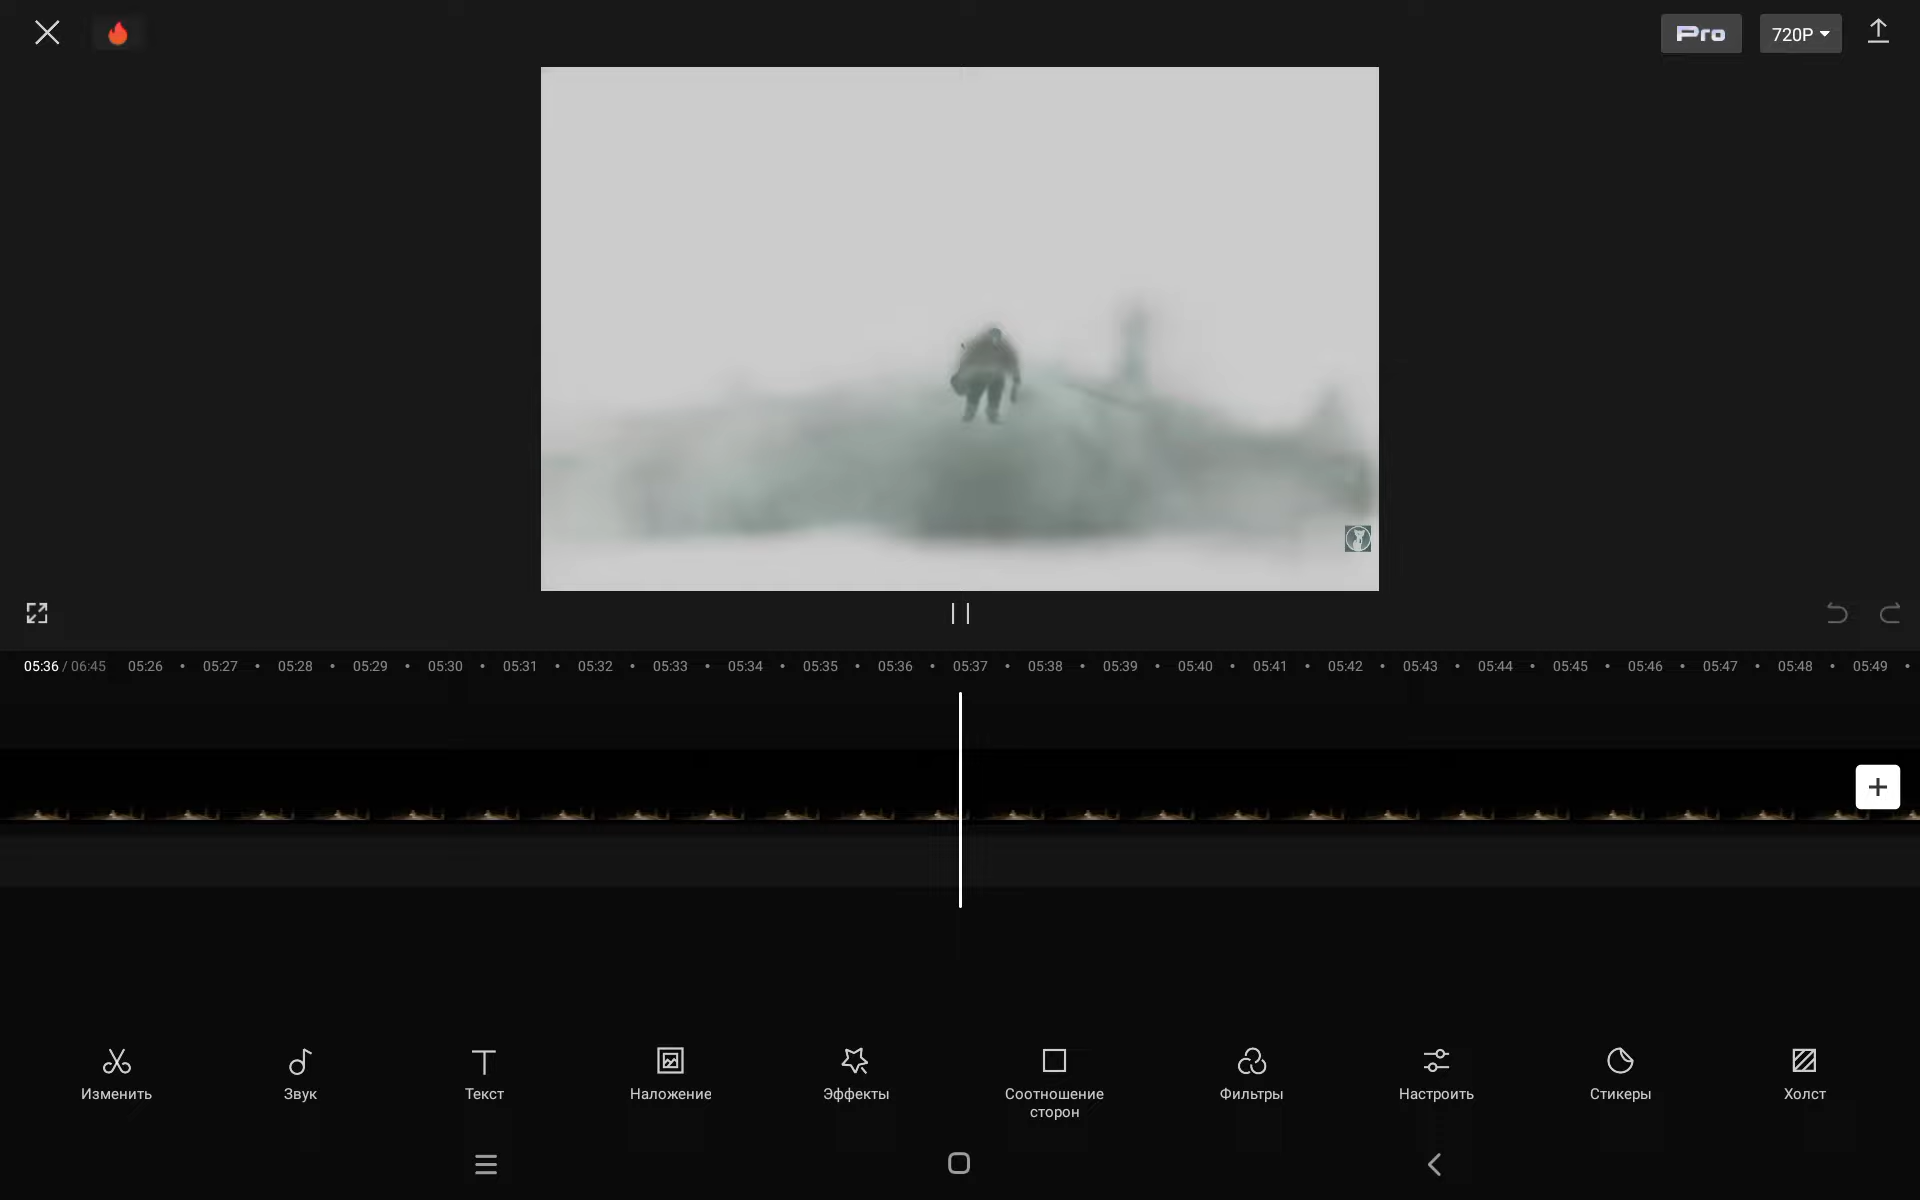 Pro 720P
05:36 / 06:45 05:26 05:27 05:28 05:29 05:30 05:31 05:32 05:33 05:34 05:35 05:36 05:37 05:38 05:39 05:40 05:41 05:42 05:43 05:44 05:45 05:46 05:47 05:48 05:49
Изменить Звук Текст Наложение Эффекты Соотношение Фильтры Настроить Стикеры Холст
сторон